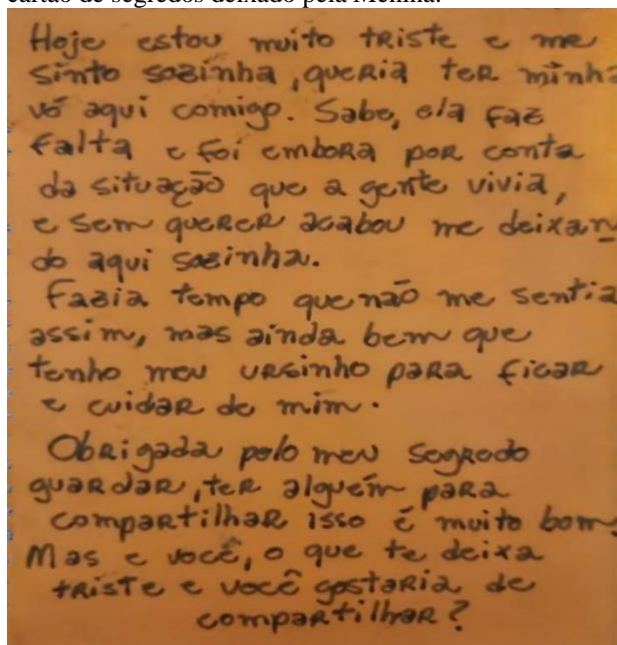 cartão de segredos deixado pela Menina.
Hoje estou muito triste e me
sinto sozinha, queria ter minha
vó aqui comigo. Sabe, ela faz
falta e foi embora por conta
da situação que a gente vivia,
e sem querer acabou me deixan
do aqui sozinha.
Fazia tempo que não me sentia
assim, mas ainda bem que
tenho meu ursinho para ficar
e cuidar de mim.
Obrigada pelo meu segredo
guardar, ter alguém para
compartilhar isso é muito bom.
Mas e você, o que te deixa
triste e você gostaria de
compartilhar?